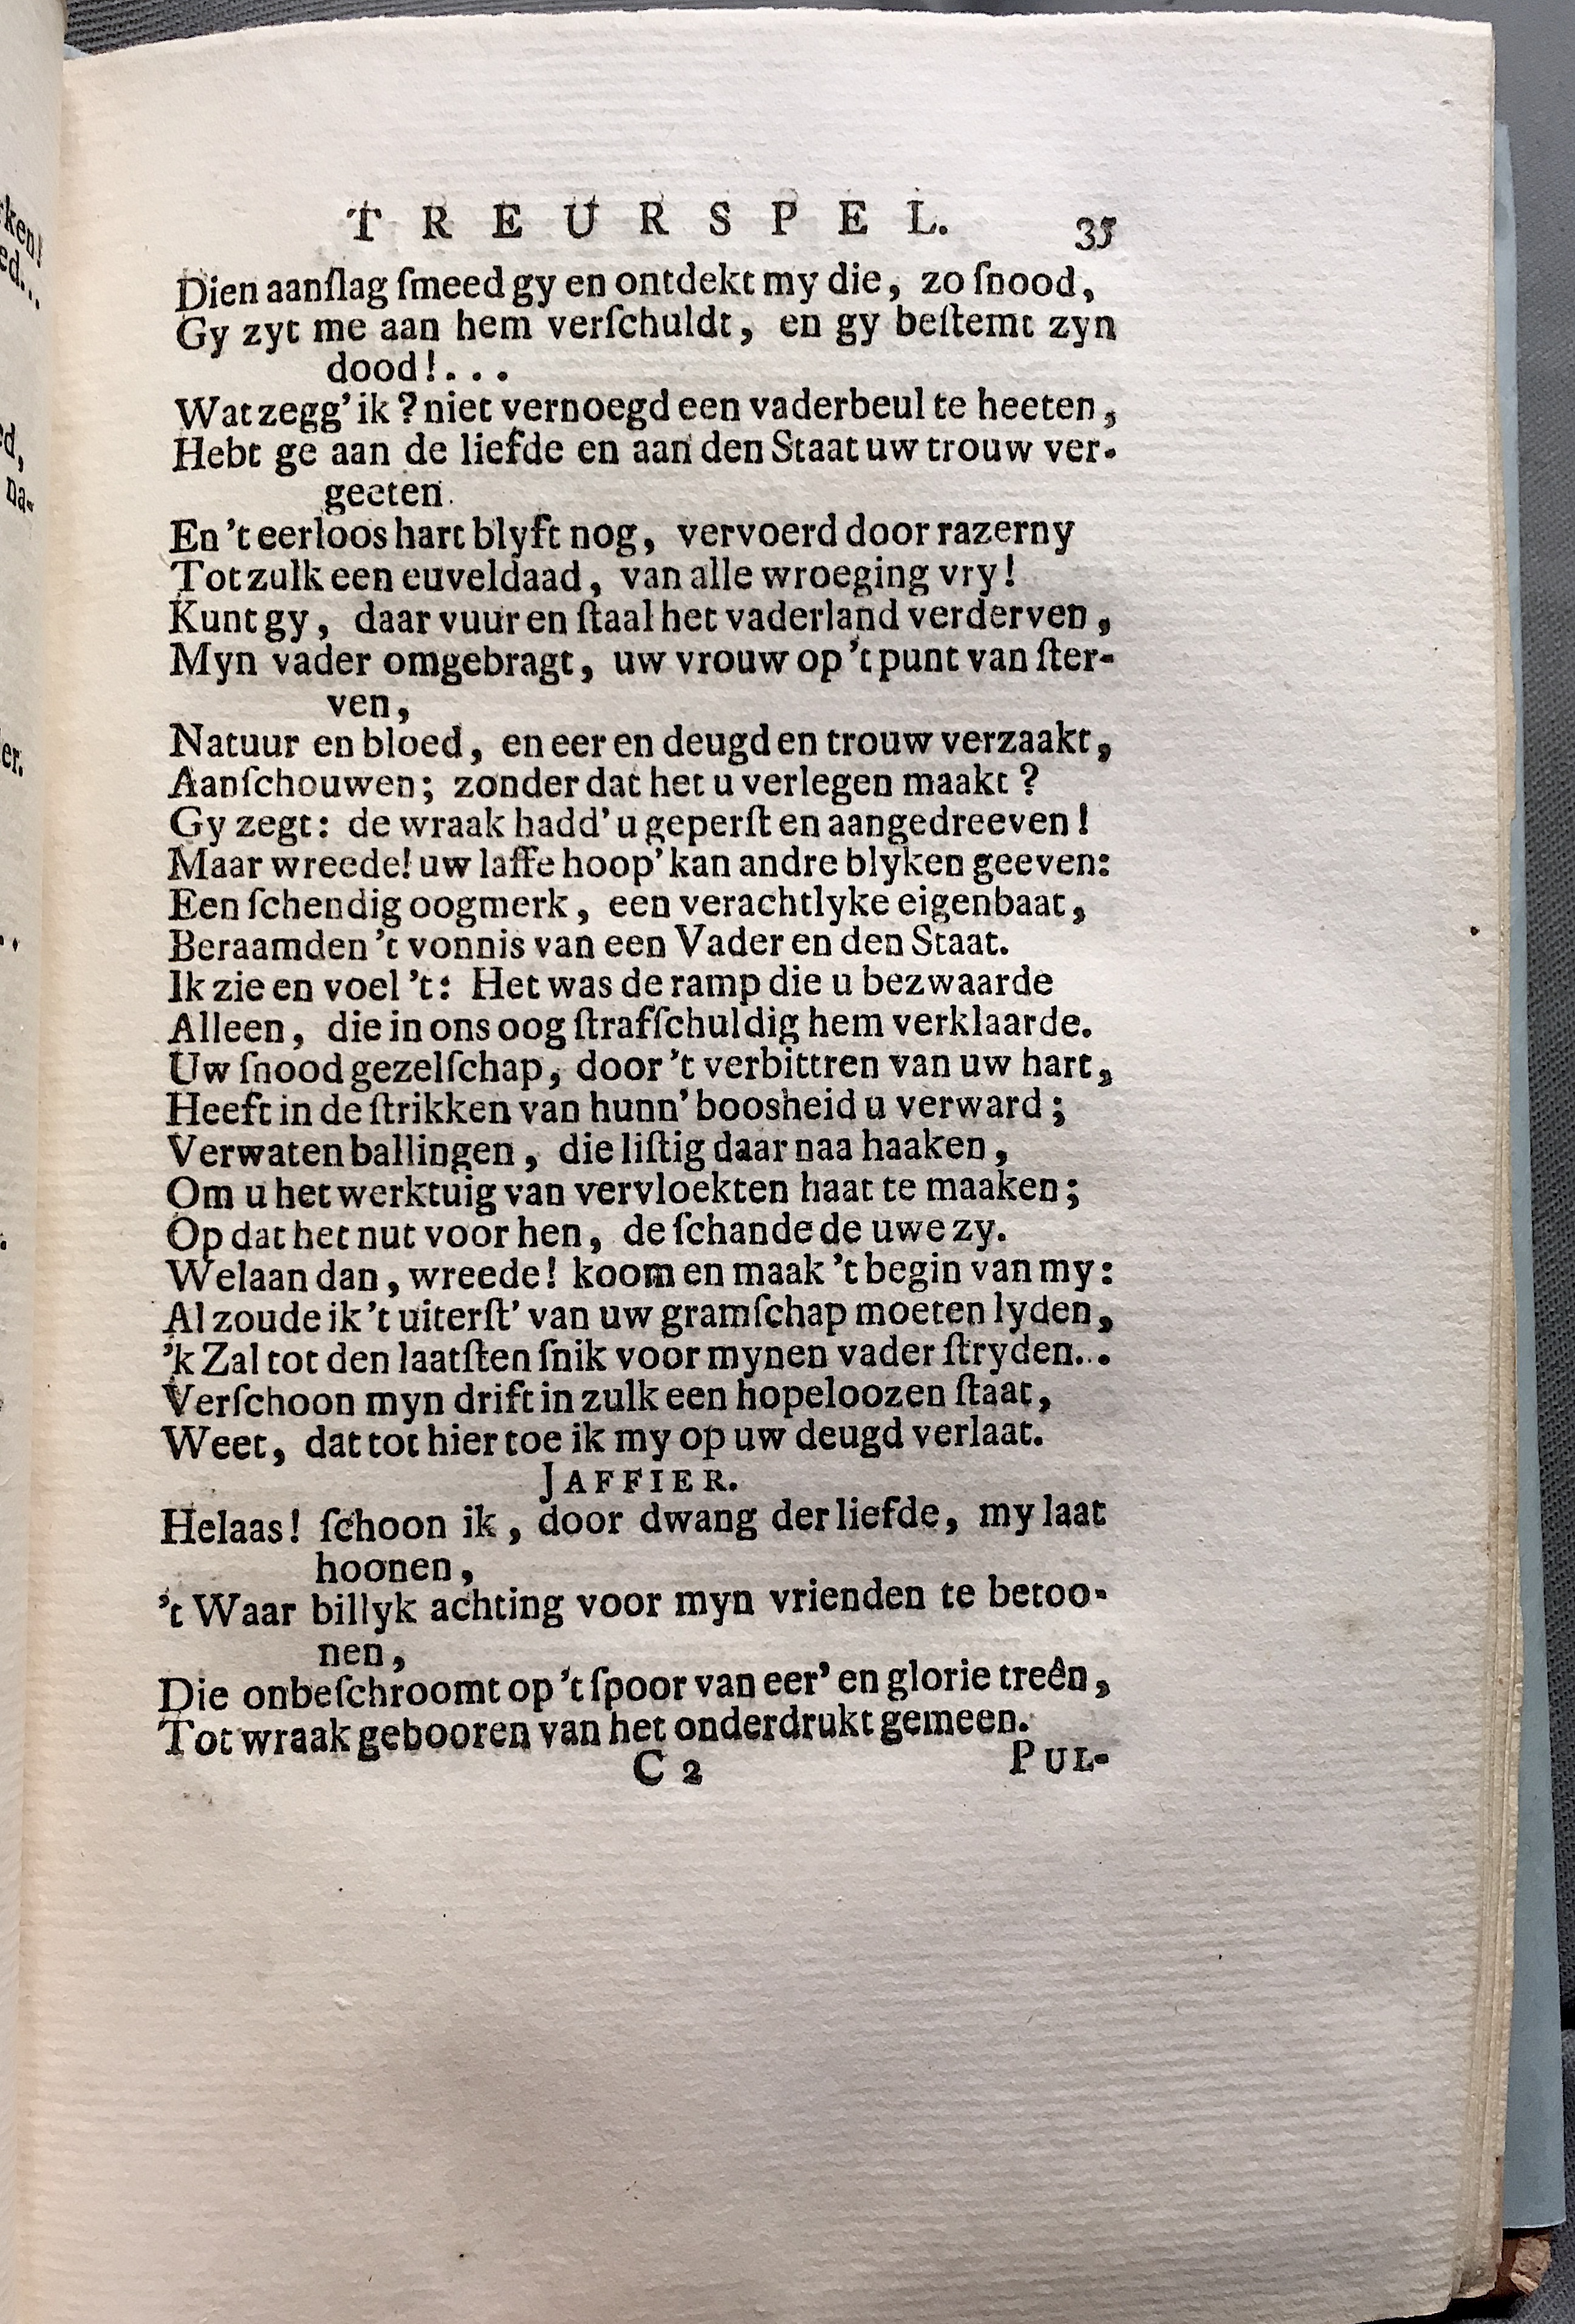 TREURSPEL. 35
Dien aanſlag ſmeed gy en ontdekt my die, zo ſnood,
Gy zyt me aan hem verſchuldt, en gy beſtemt zyn
dood!...
Wat zegg' ik? niet vernoegd een vaderbeul te heeten,
Hebt ge aan de liefde en aan den Staat uw trouw ver-
geeten.
En 't eerloos hart blyft nog, vervoerd door razerny
Tot zulk een euveldaad, van alle wroeging vry!
Kunt gy, daar vuur en ſtaal het vaderland verderven,
Myn vader omgebragt, uw vrouw op 't punt van ſter-
ven,
Natuur en bloed, en eer en deugd en trouw verzaakt,
Aanſchouwen; zonder dat het u verlegen maakt?
Gy zegt: de wraak hadd' u geperſt en aangedreeven!
Maar wreede! uw laffe hoop' kan andre blyken geeven:
Een ſchendig oogmerk, een verachtlyke eigenbaat,
Beraamden 't vonnis van een Vader en den Staat.
Ik zie en voel 't: Het was de ramp die u bezwaarde
Alleen, die in ons oog ſtrafſchuldig hem verklaarde.
Uw ſnood gezelſchap, door 't verbittren van uw hart,
Heeft in de ſtrikken van hunn' boosheid u verward;
Verwaten ballingen, die liſtig daar naa haaken,
Om u het werktuig van vervloekten haat te maaken;
Op dat het nut voor hen, de ſchande de uwe zy.
Welaan dan, wreede! koom en maak 't begin van my:
Al zoude ik 't uiterſt' van uw gramſchap moeten lyden,
'k Zal tot den laatſten ſnik voor mynen vader ſtryden...
Verſchoon myn drift in zulk een hopeloozen ſtaat,
Weet, dat tot hier toe ik my op uw deugd verlaat.
JAFFIER.
Helaas! ſchoon ik, door dwang der liefde, my laat
hoonen,
't Waar billyk achting voor myn vrienden te betoo-
nen,
Die onbeſchroomt op 't ſpoor van eer' en glorie treên,
Tot wraak gebooren van het onderdrukt gemeen.
C 2 PUL-
rken!
ed...
ed,
na-
er.